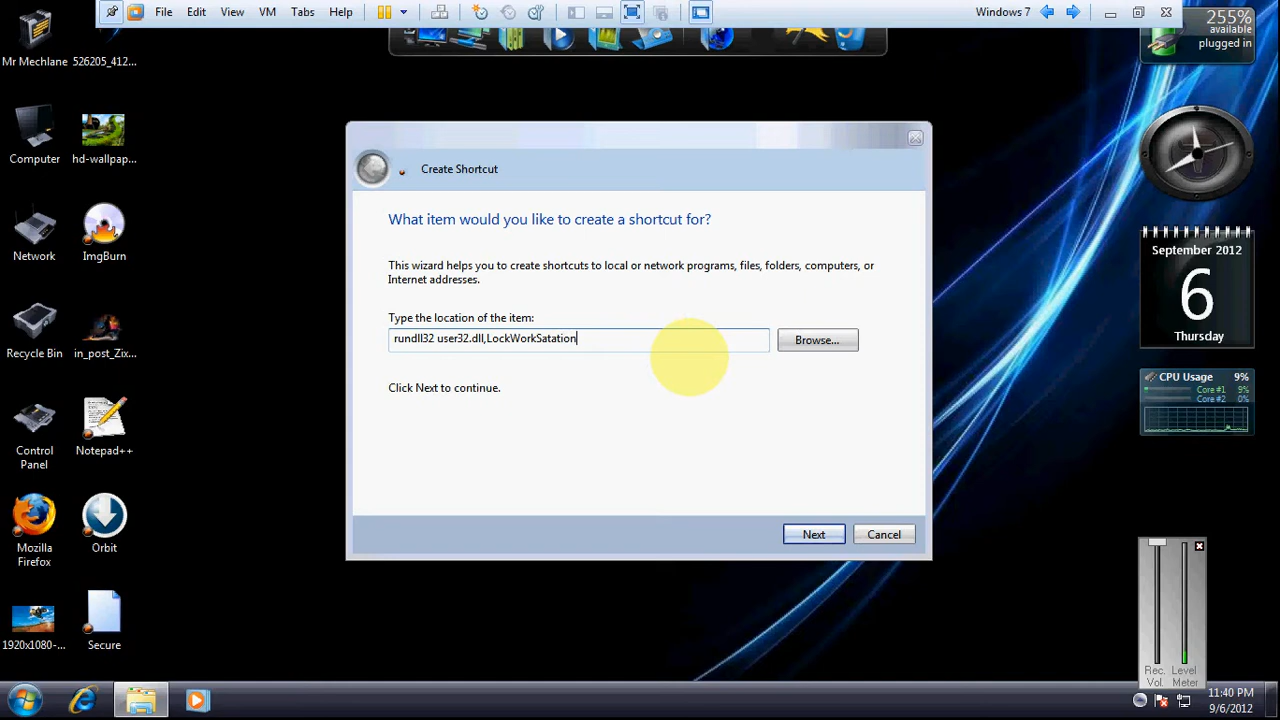 File Edit View VM Tabs Help
Windows 7
255%
available
plugged in
Mr Mechlane
526205_412...
Computer
hd-wallpap...
Network
ImgBurn
Recycle Bin
in_post_Zix...
Control
Panel
Notepad++
Mozilla
Firefox
Orbit
1920x1080-...
Secure
Create Shortcut
What item would you like to create a shortcut for?
This wizard helps you to create shortcuts to local or network programs, files, folders, computers, or
Internet addresses.
Type the location of the item:
rundll32 user32.dll,LockWorkSatation
Browse...
Click Next to continue.
Next
Cancel
September 2012
6
Thursday
CPU Usage 9%
Core #1 9%
Core #2 0%
Rec. Level
Vol. Meter
11:40 PM
9/6/2012